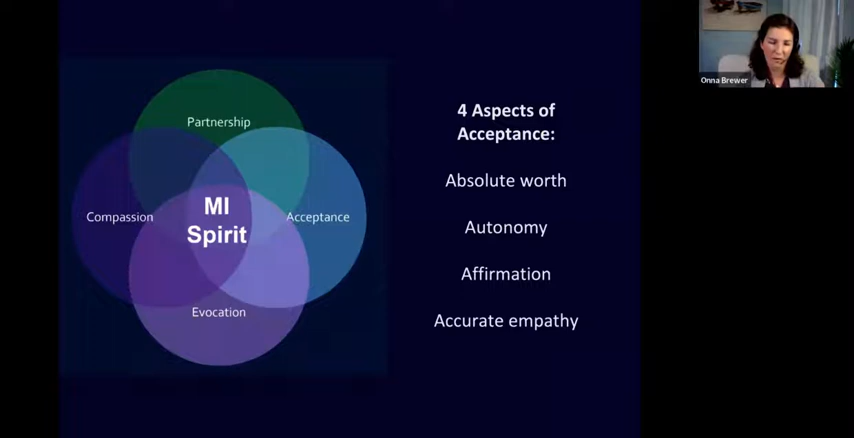 Partnership
Compassion
MI
Spirit
Acceptance
Evocation
4 Aspects of
Acceptance:
Absolute worth
Autonomy
Affirmation
Accurate empathy
Onna Brewer